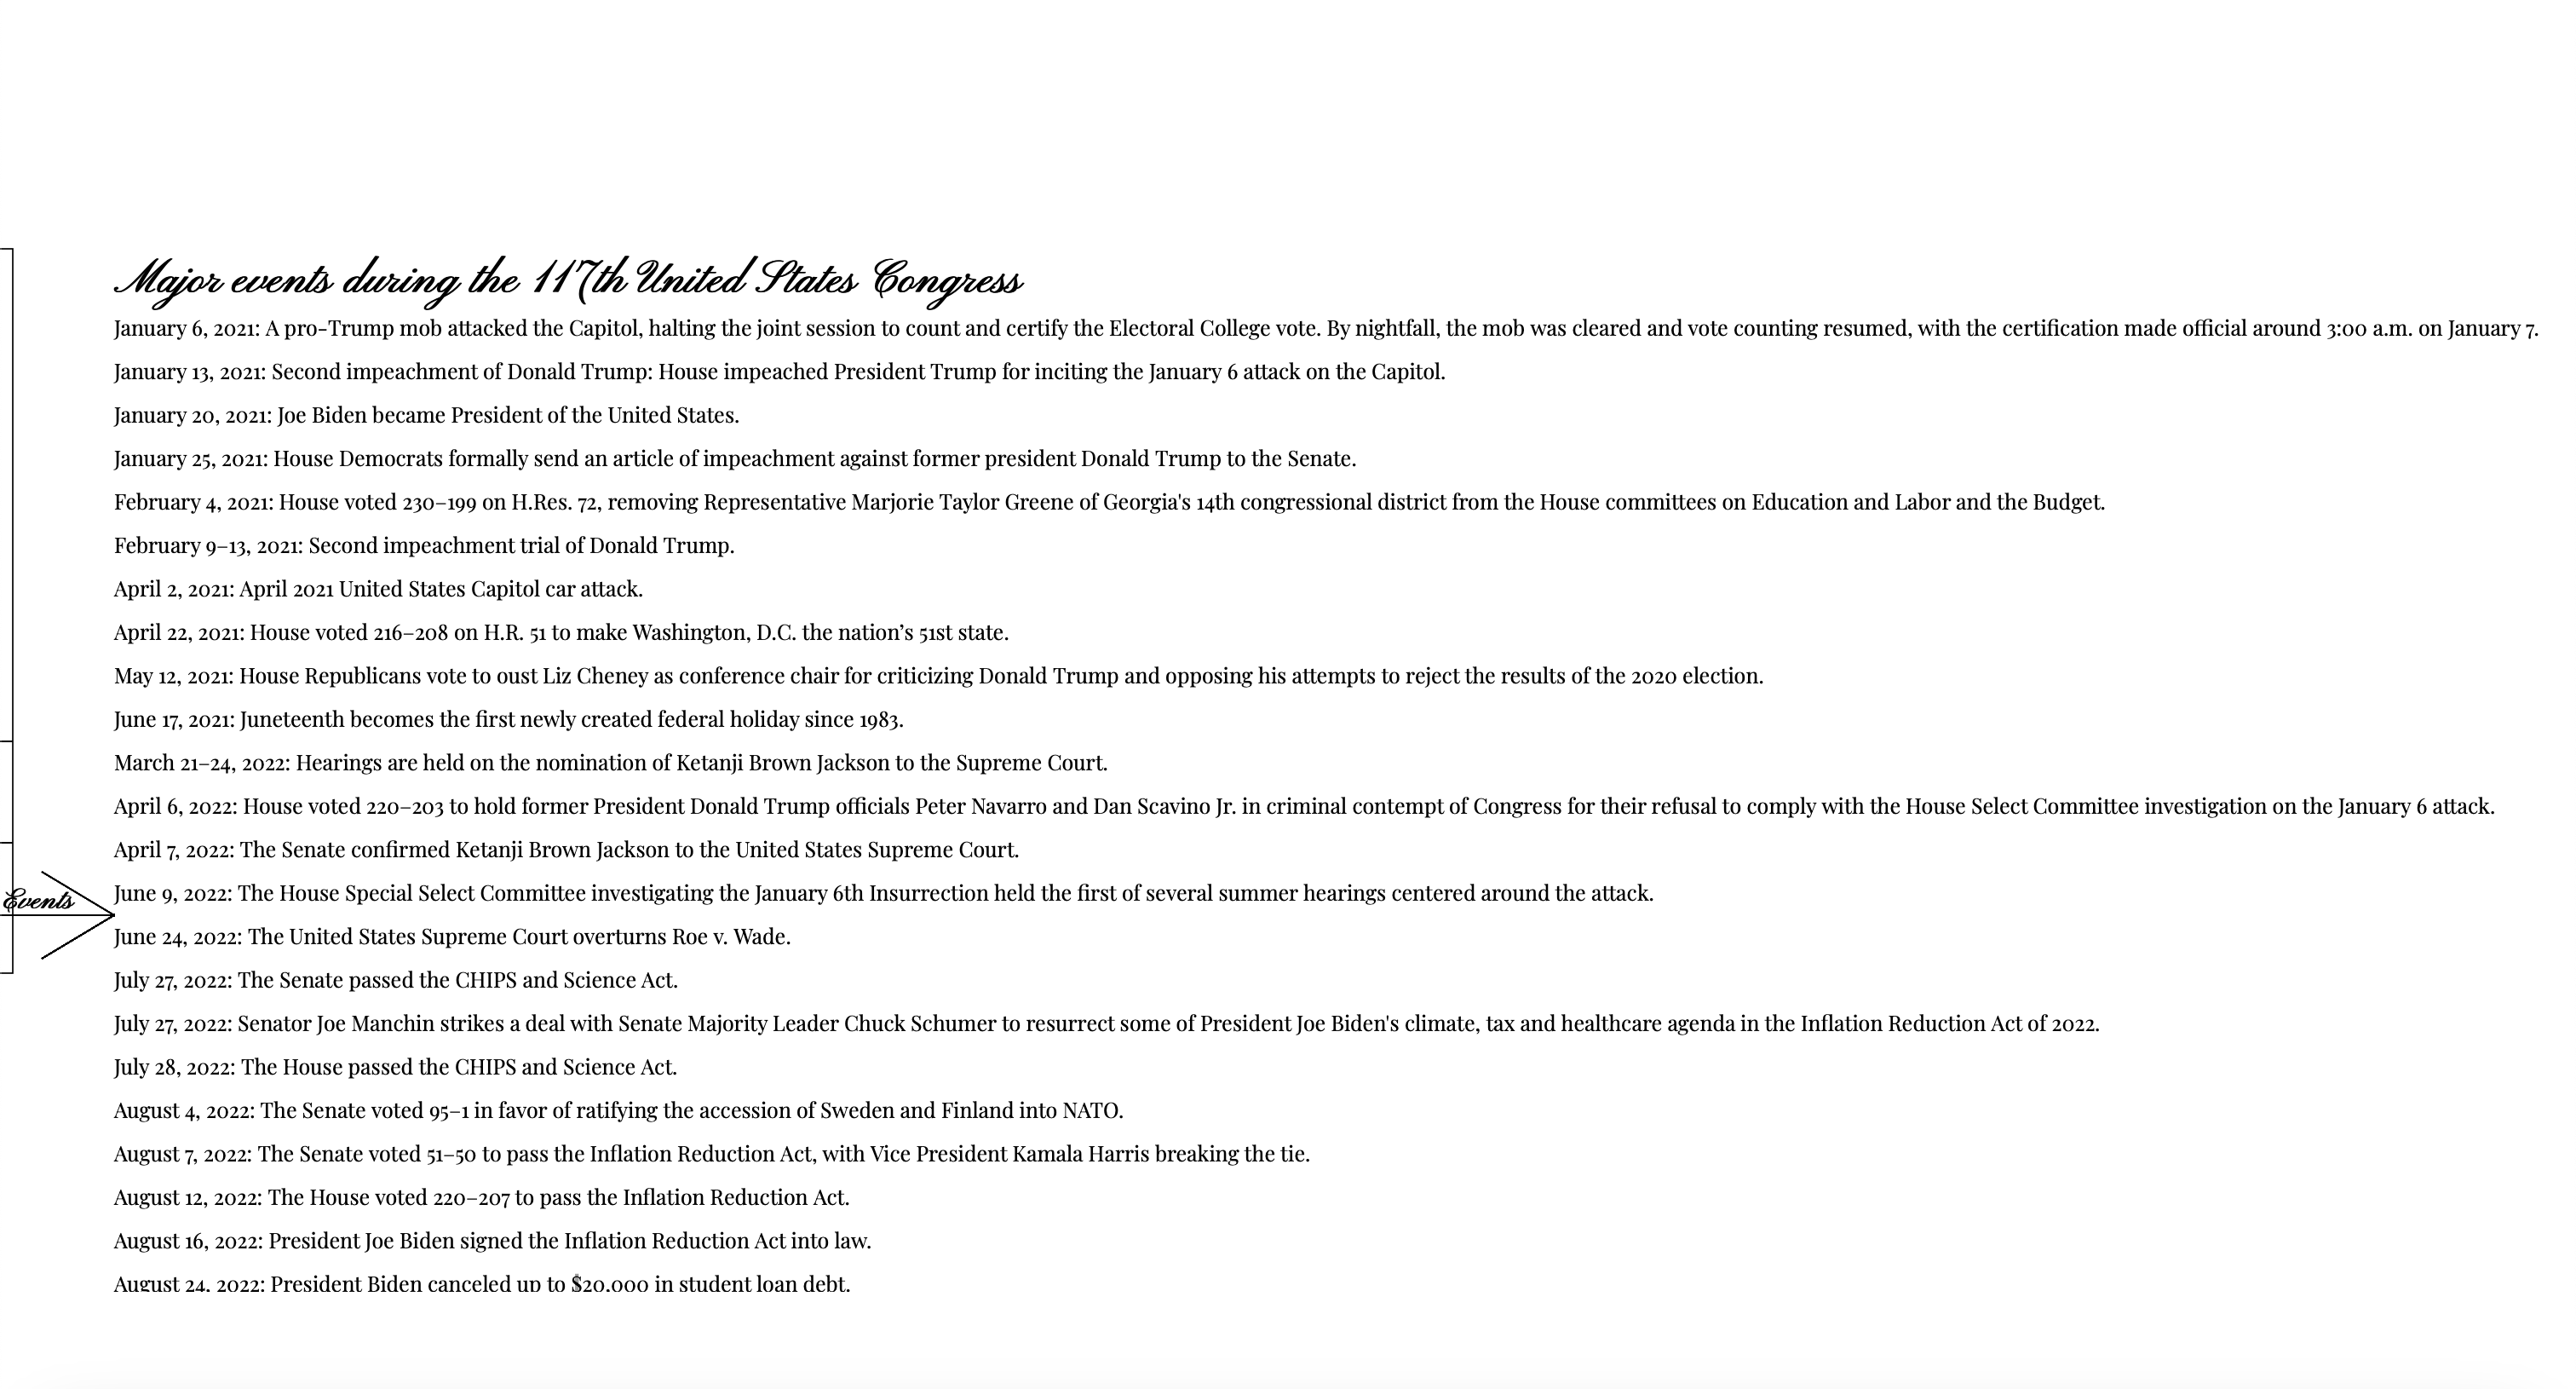 Major events during the 117th United States Congress
January 6, 2021: A pro-Trump mob attacked the Capitol, halting the joint session to count and certify the Electoral College vote. By nightfall, the mob was cleared and vote counting resumed, with the certification made official around 3:00 a.m. on January 7.
January 13, 2021: Second impeachment of Donald Trump: House impeached President Trump for inciting the January 6 attack on the Capitol.
January 20, 2021: Joe Biden became President of the United States.
January 25, 2021: House Democrats formally send an article of impeachment against former president Donald Trump to the Senate.
February 4, 2021: House voted 230–199 on H.Res. 72, removing Representative Marjorie Taylor Greene of Georgia's 14th congressional district from the House committees on Education and Labor and the Budget.
February 9–13, 2021: Second impeachment trial of Donald Trump.
April 2, 2021: April 2021 United States Capitol car attack.
April 22, 2021: House voted 216–208 on H.R. 51 to make Washington, D.C. the nation’s 51st state.
May 12, 2021: House Republicans vote to oust Liz Cheney as conference chair for criticizing Donald Trump and opposing his attempts to reject the results of the 2020 election.
June 17, 2021: Juneteenth becomes the first newly created federal holiday since 1983.
March 21–24, 2022: Hearings are held on the nomination of Ketanji Brown Jackson to the Supreme Court.
April 6, 2022: House voted 220–203 to hold former President Donald Trump officials Peter Navarro and Dan Scavino Jr. in criminal contempt of Congress for their refusal to comply with the House Select Committee investigation on the January 6 attack.
April 7, 2022: The Senate confirmed Ketanji Brown Jackson to the United States Supreme Court.
Events
June 9, 2022: The House Special Select Committee investigating the January 6th Insurrection held the first of several summer hearings centered around the attack.
June 24, 2022: The United States Supreme Court overturns Roe v. Wade.
July 27, 2022: The Senate passed the CHIPS and Science Act.
July 27, 2022: Senator Joe Manchin strikes a deal with Senate Majority Leader Chuck Schumer to resurrect some of President Joe Biden's climate, tax and healthcare agenda in the Inflation Reduction Act of 2022.
July 28, 2022: The House passed the CHIPS and Science Act.
August 4, 2022: The Senate voted 95–1 in favor of ratifying the accession of Sweden and Finland into NATO.
August 7, 2022: The Senate voted 51–50 to pass the Inflation Reduction Act, with Vice President Kamala Harris breaking the tie.
August 12, 2022: The House voted 220–207 to pass the Inflation Reduction Act.
August 16, 2022: President Joe Biden signed the Inflation Reduction Act into law.
August 24, 2022: President Biden canceled up to $20,000 in student loan debt.